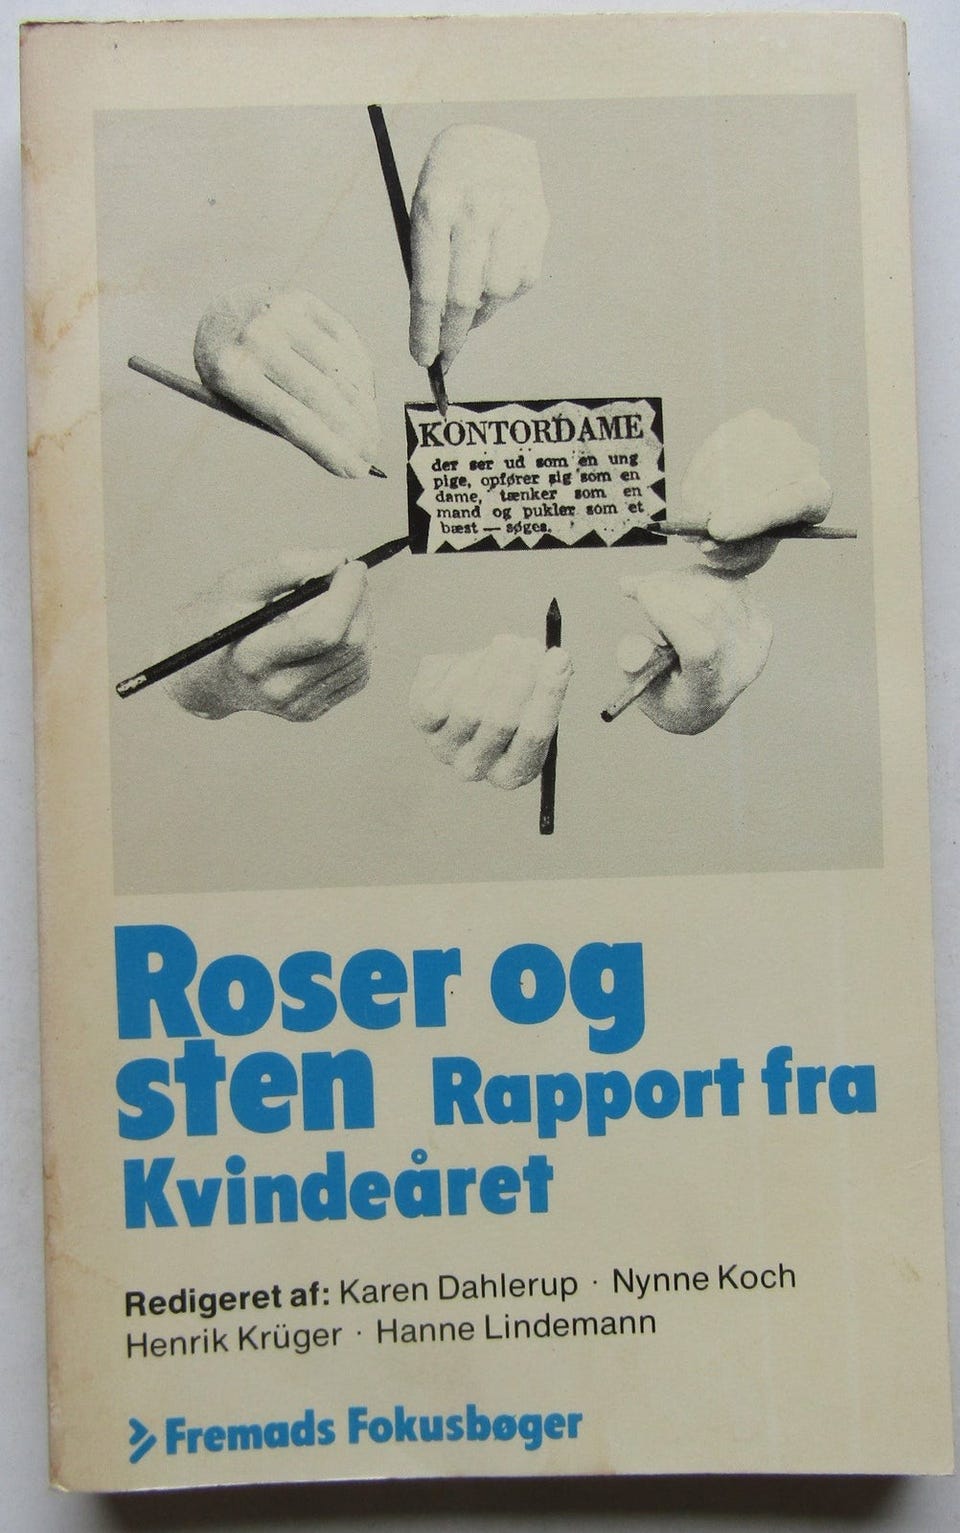 KONTORDAME
der ser ud som en ung
pige, opfører sig som en
dame, tænker som en
mand og pukler som et
bæst — søges.
Roser og
sten Rapport fra
Kvindeåret
Redigeret af: Karen Dahlerup · Nynne Koch
Henrik Krüger · Hanne Lindemann
Fremads Fokusbøger